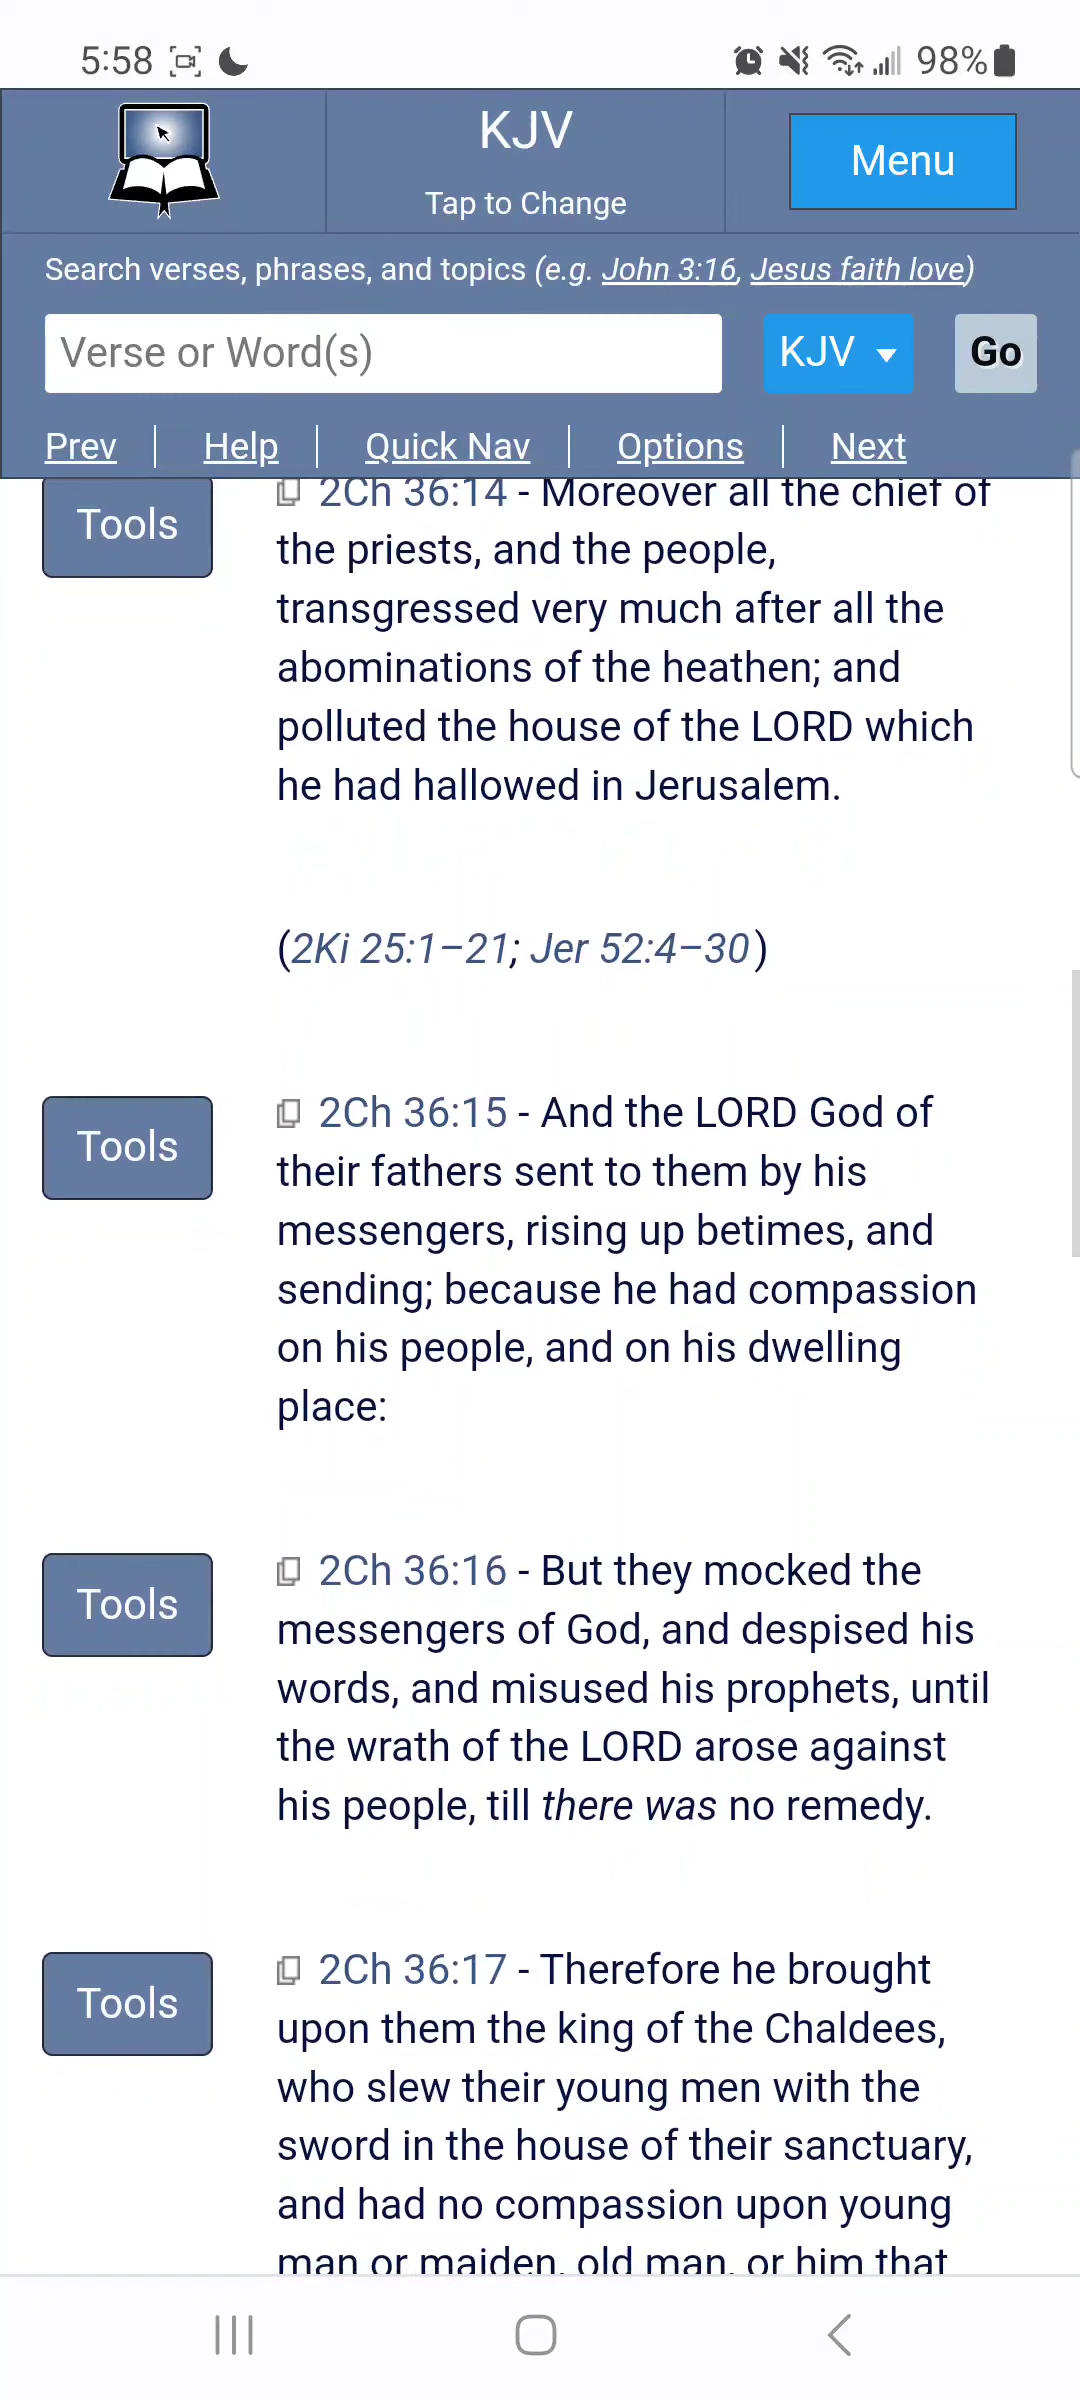 5:58
98%
KJV
Tap to Change
Menu
Search verses, phrases, and topics (e.g. John 3:16, Jesus faith love)
Verse or Word(s)
KJV
Go
Prev
Help
Quick Nav
Options
Next
Tools
2Ch 36:14 - Moreover all the chief of
the priests, and the people,
transgressed very much after all the
abominations of the heathen; and
polluted the house of the LORD which
he had hallowed in Jerusalem.
(2Ki 25:1–21; Jer 52:4–30)
Tools
2Ch 36:15 - And the LORD God of
their fathers sent to them by his
messengers, rising up betimes, and
sending; because he had compassion
on his people, and on his dwelling
place:
Tools
2Ch 36:16 - But they mocked the
messengers of God, and despised his
words, and misused his prophets, until
the wrath of the LORD arose against
his people, till there was no remedy.
Tools
2Ch 36:17 - Therefore he brought
upon them the king of the Chaldees,
who slew their young men with the
sword in the house of their sanctuary,
and had no compassion upon young
man or maiden, old man, or him that